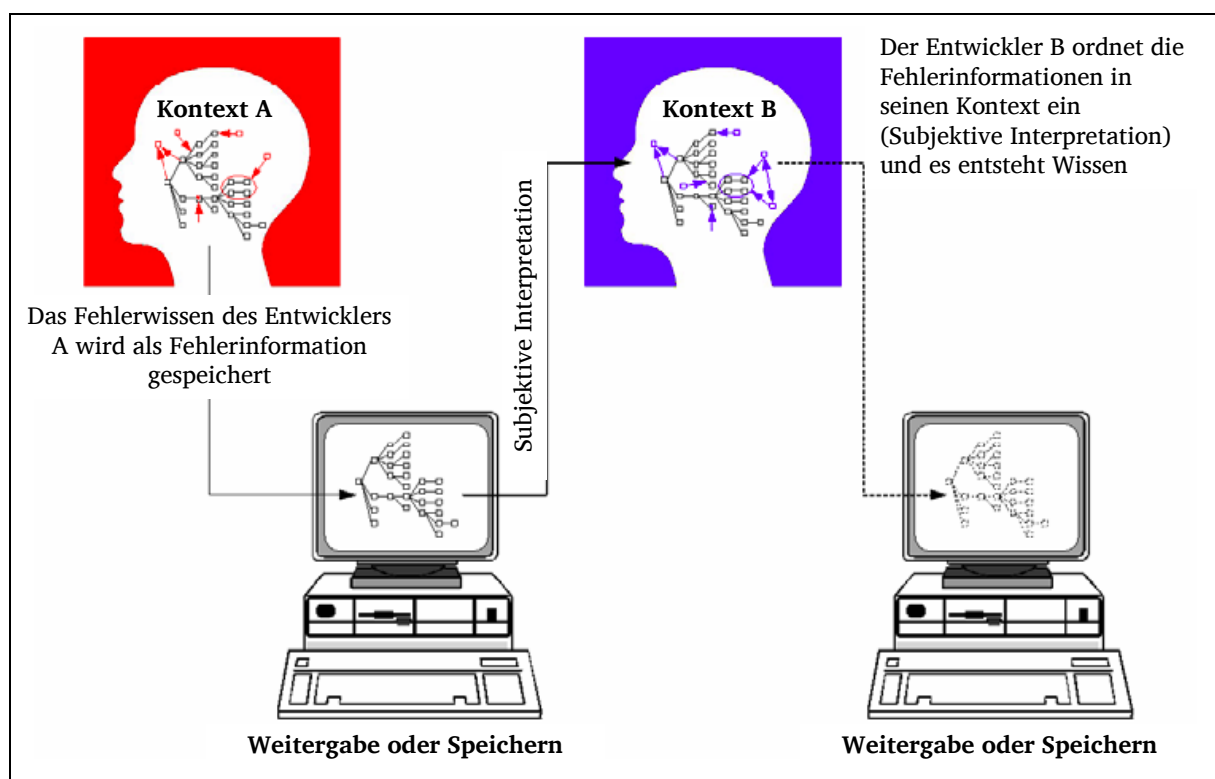 Kontext A
Das Fehlerwissen des Entwicklers
A wird als Fehlerinformation
gespeichert
Subjektive Interpretation
Kontext B
Der Entwickler B ordnet die
Fehlerinformationen in
seinen Kontext ein
(Subjektive Interpretation)
und es entsteht Wissen
Weitergabe oder Speichern
Weitergabe oder Speichern